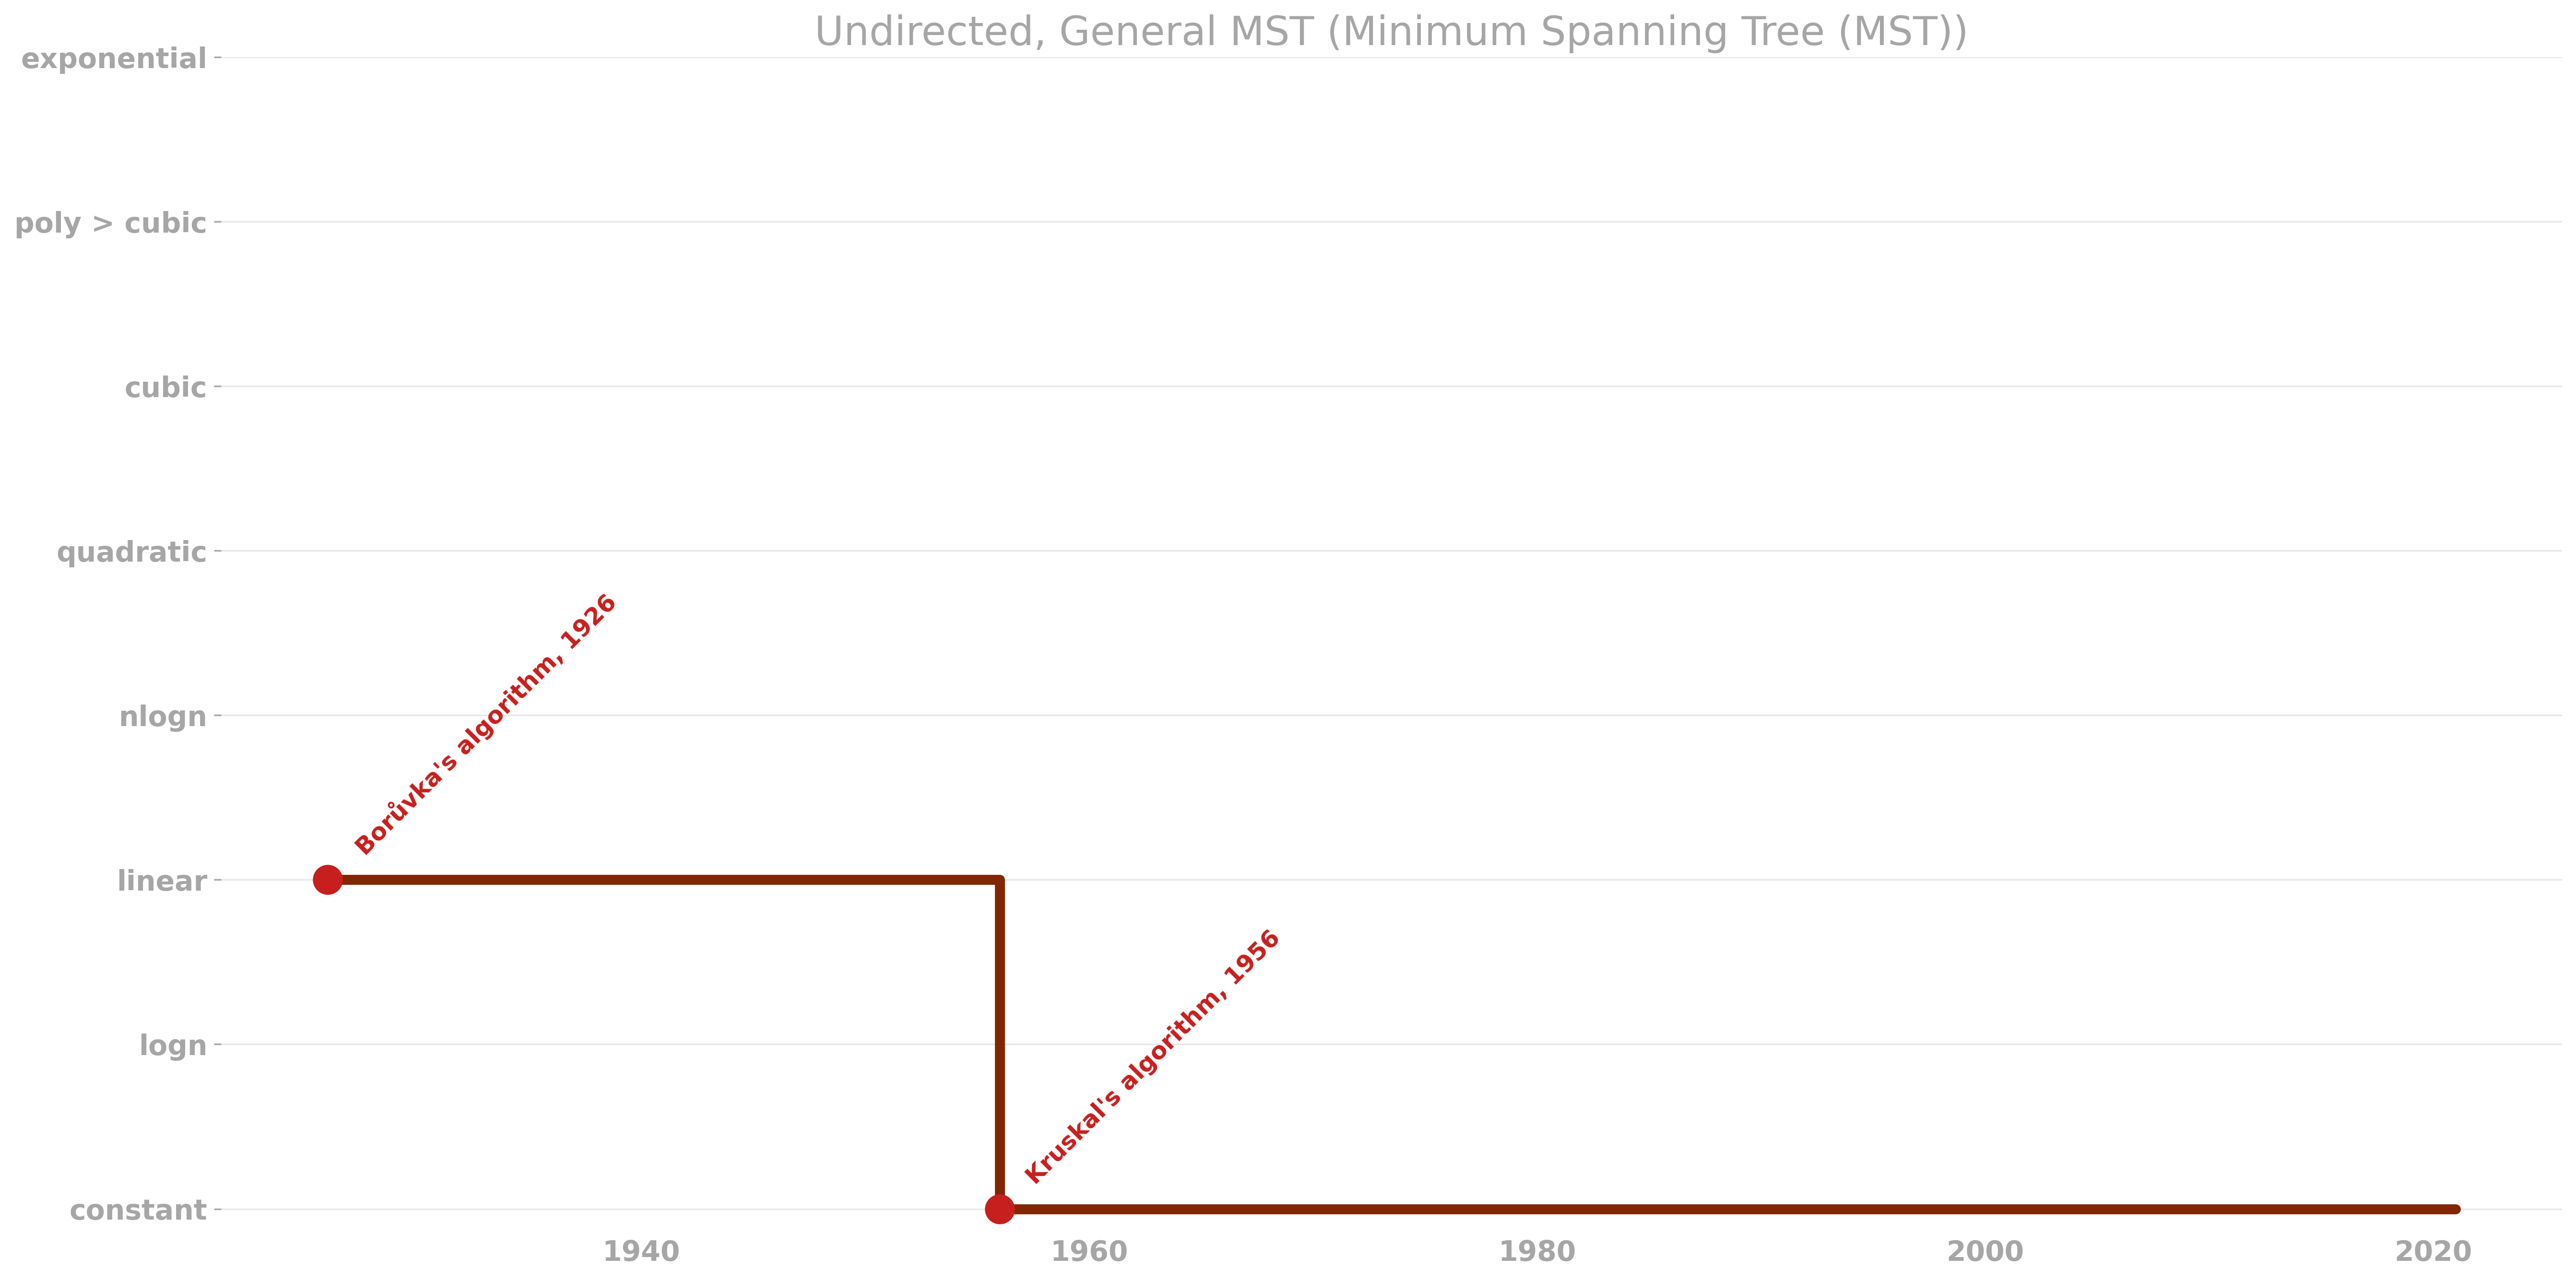 Undirected, General MST (Minimum Spanning Tree (MST))
exponential
poly > cubic
cubic
quadratic
nlogn
linear
logn
constant
Borůvka's algorithm, 1926
Kruskal's algorithm, 1956
1940
1960
1980
2000
2020